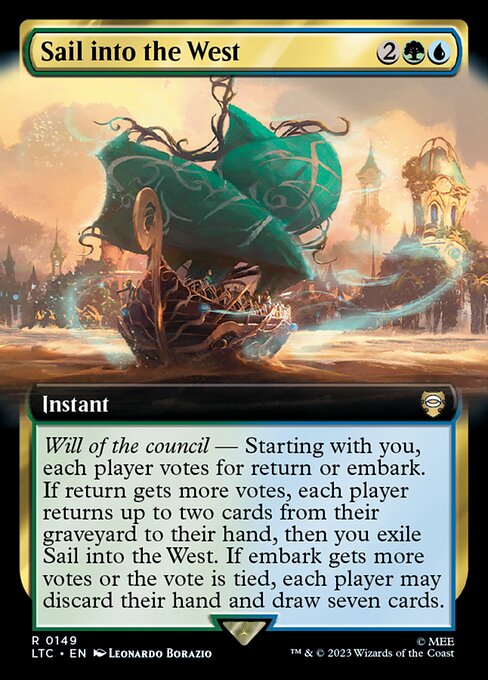 Sail into the West 2
Instant
Will of the council — Starting with you,
each player votes for return or embark.
If return gets more votes, each player
returns up to two cards from their
graveyard to their hand, then you exile
Sail into the West. If embark gets more
votes or the vote is tied, each player may
discard their hand and draw seven cards.
R 0149 © MEE
LTC • EN Leonardo Borazio ™ & © 2023 Wizards of the Coast